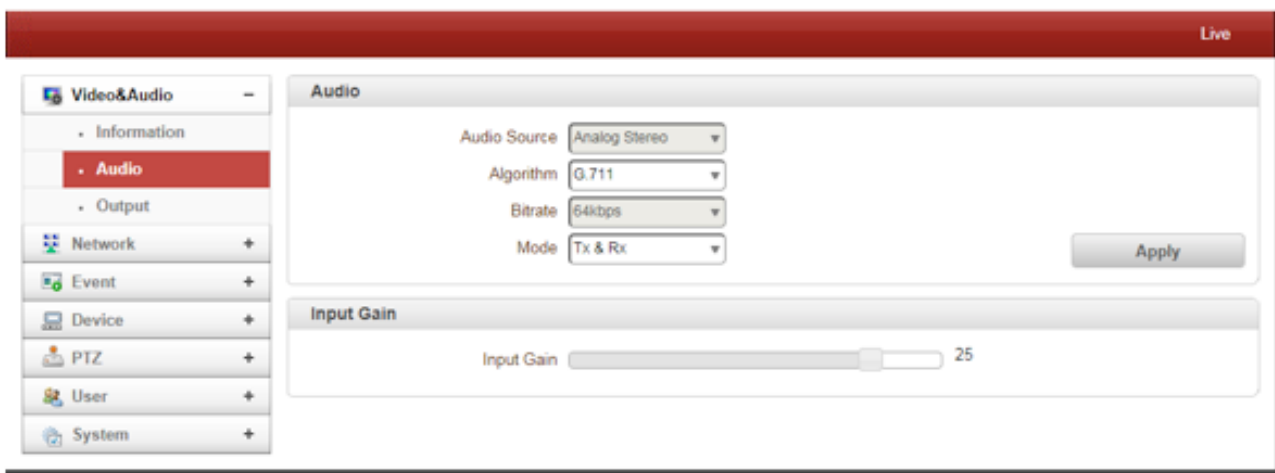 Live
Video&Audio -
• Information
• Audio
• Output
Network +
Event +
Device +
PTZ +
User +
System +
Audio
Audio Source Analog Stereo
Algorithm G.711
Bitrate 64kbps
Mode Tx & Rx
Apply
Input Gain
Input Gain 25